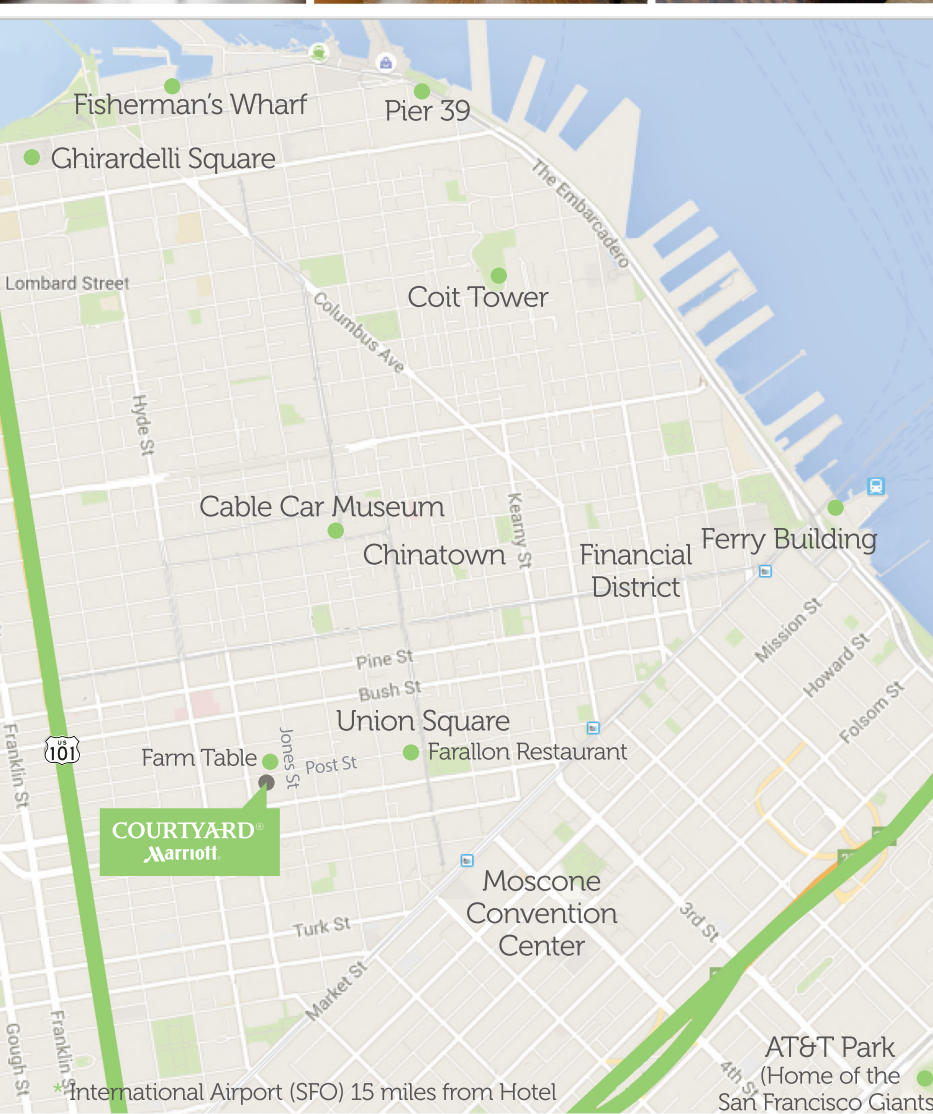 Fisherman's Wharf
Pier 39
Ghirardelli Square
The Embarcadero
Lombard Street
Coit Tower
Columbus Ave
Hyde St
Cable Car Museum
Kearny St
Chinatown
Financial
District
Ferry Building
Mission St
Howard St
Folsom St
Pine St
Bush St
Union Square
Farallon Restaurant
Farm Table
Jones St
Post St
US
101
Franklin St
COURTYARD®
Marriott®
Moscone
Convention
Center
Turk St
Market St
3rd St
Gough St
Franklin St
4th St
AT&T Park
(Home of the
San Francisco Giants
*International Airport (SFO) 15 miles from Hotel